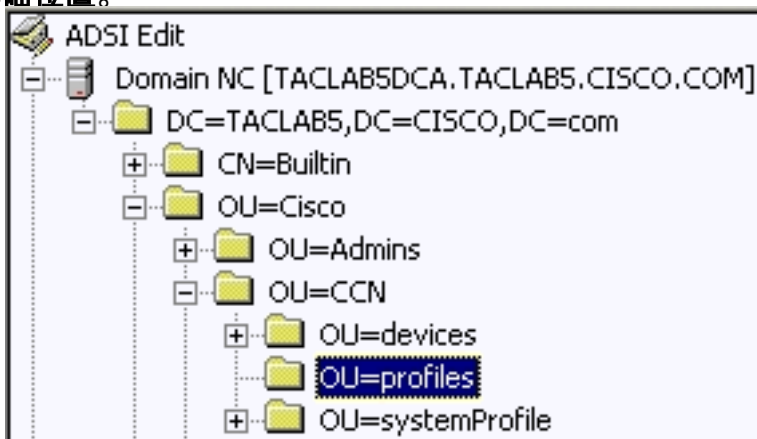 ADSI Edit
Domain NC [TACLAB5DCA.TACLAB5.CISCO.COM]
DC=TACLAB5,DC=CISCO,DC=com
CN=Builtin
OU=Cisco
OU=Admins
OU=CCN
OU=devices
OU=profiles
OU=systemProfile